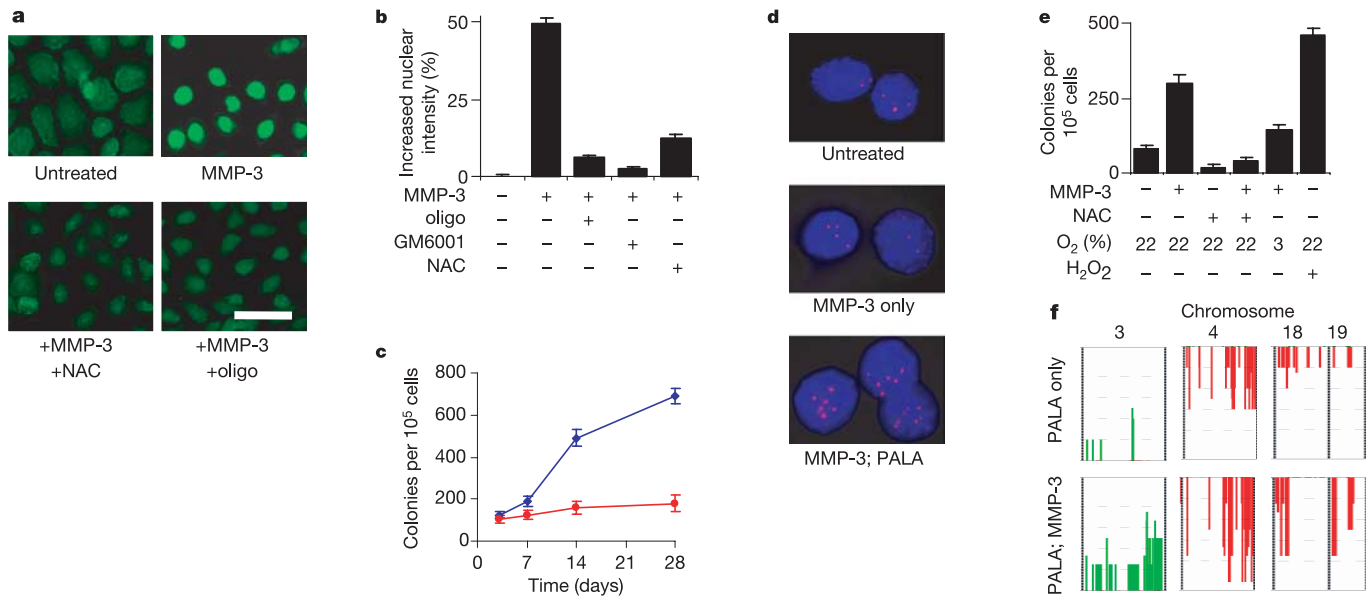 a
Untreated
MMP-3
+MMP-3
+NAC
+MMP-3
+oligo
b
Increased nuclear
intensity (%)
50
25
0
MMP-3 – + + + +
oligo – – + – –
GM6001 – – – + –
NAC – – – – +
c
Colonies per 10⁵ cells
800
600
400
200
0
0 7 14 21 28
Time (days)
d
Untreated
MMP-3 only
MMP-3; PALA
e
Colonies per
10⁵ cells
500
250
0
MMP-3 – + – + + –
NAC – – + + – –
O₂ (%) 22 22 22 22 3 22
H₂O₂ – – – – – +
f
Chromosome
3 4 18 19
PALA only
PALA; MMP-3